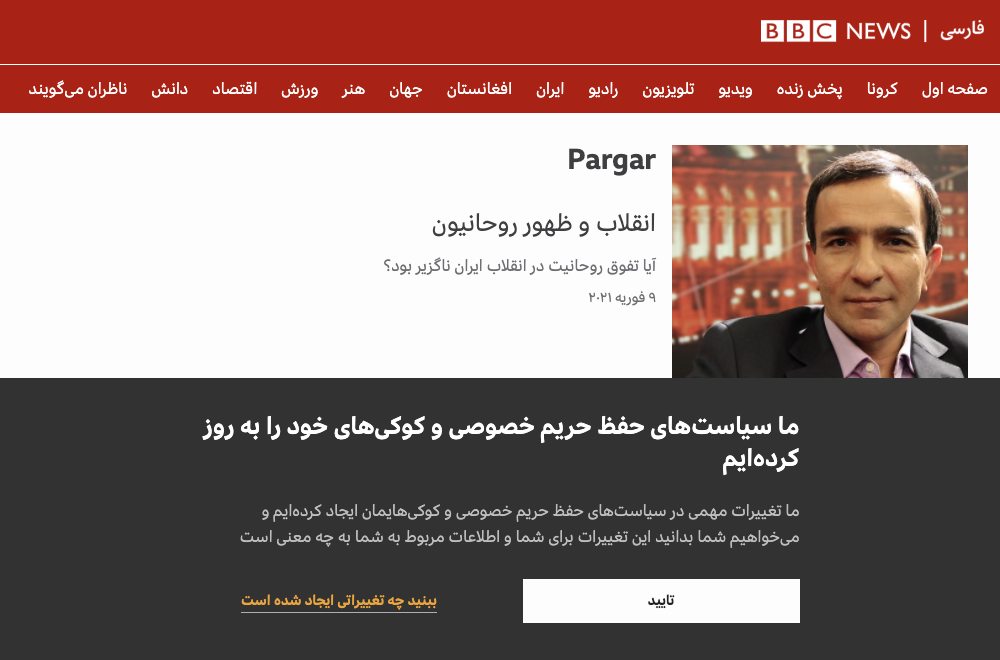 BBC NEWS | فارسی
صفحه اول کرونا پخش زنده ویدیو تلویزیون رادیو ایران افغانستان جهان هنر ورزش اقتصاد دانش ناظران می‌گویند
Pargar
انقلاب و ظهور روحانیون
آیا تفوق روحانیت در انقلاب ایران ناگزیر بود؟
۹ فوریه ۲۰۲۱
ما سیاست‌های حفظ حریم خصوصی و کوکی‌های خود را به روز
کرده‌ایم
ما تغییرات مهمی در سیاست‌های حفظ حریم خصوصی و کوکی‌هایمان ایجاد کرده‌ایم و
می‌خواهیم شما بدانید این تغییرات برای شما و اطلاعات مربوط به شما به چه معنی است
تایید
ببنید چه تغییراتی ایجاد شده است